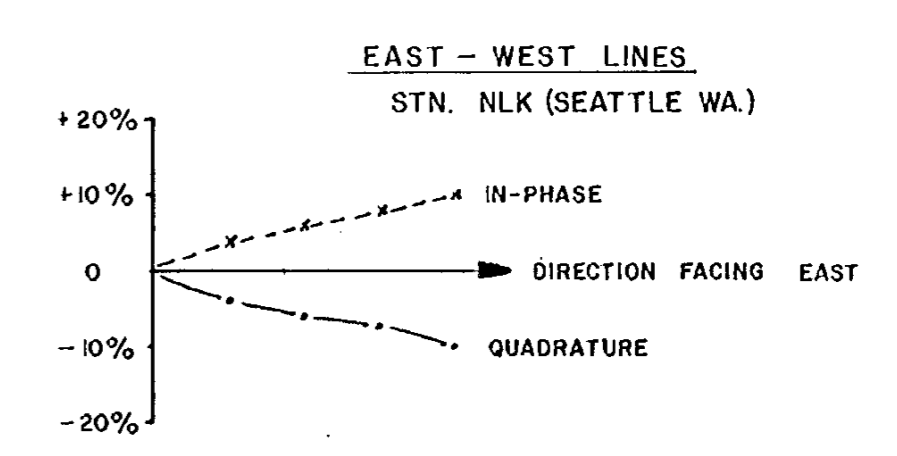 EAST - WEST LINES
STN. NLK (SEATTLE WA.)
+20%
+10%
IN-PHASE
0
DIRECTION FACING EAST
-10%
QUADRATURE
-20%